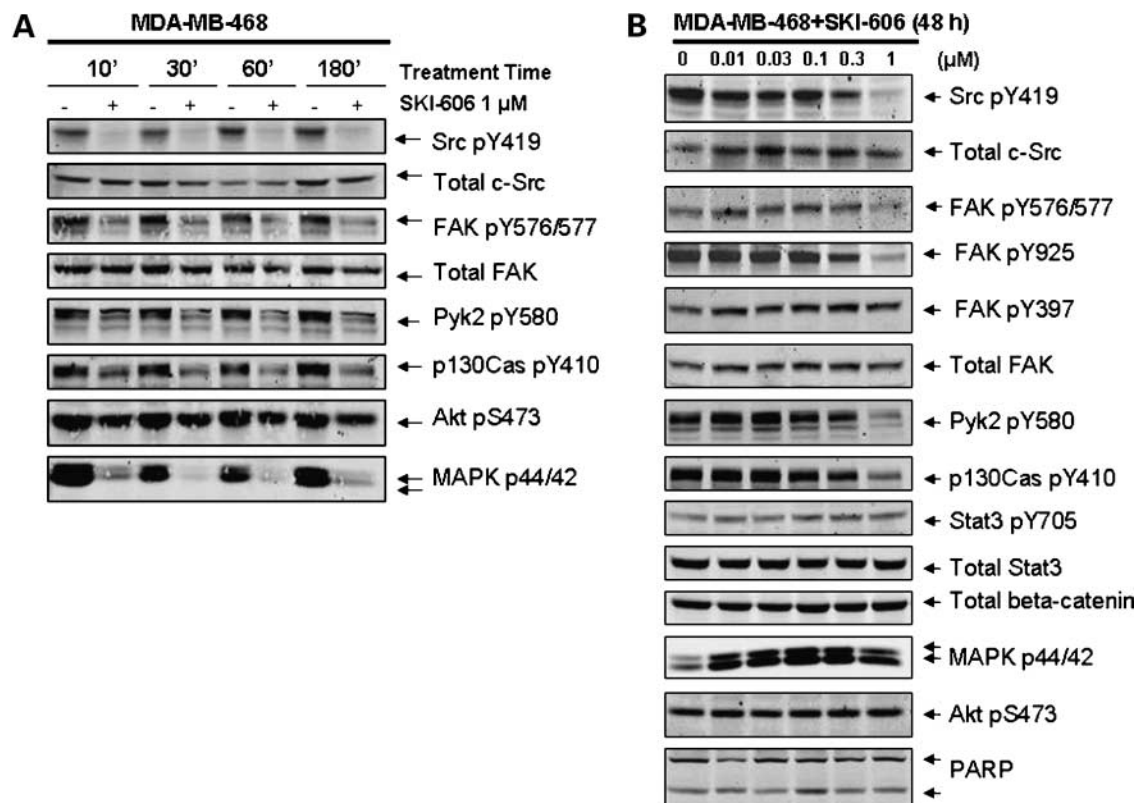 A
MDA-MB-468
10' 30' 60' 180' Treatment Time
- + - + - + - + SKI-606 1 µM
Src pY419
Total c-Src
FAK pY576/577
Total FAK
Pyk2 pY580
p130Cas pY410
Akt pS473
MAPK p44/42
B
MDA-MB-468+SKI-606 (48 h)
0 0.01 0.03 0.1 0.3 1 (µM)
Src pY419
Total c-Src
FAK pY576/577
FAK pY925
FAK pY397
Total FAK
Pyk2 pY580
p130Cas pY410
Stat3 pY705
Total Stat3
Total beta-catenin
MAPK p44/42
Akt pS473
PARP